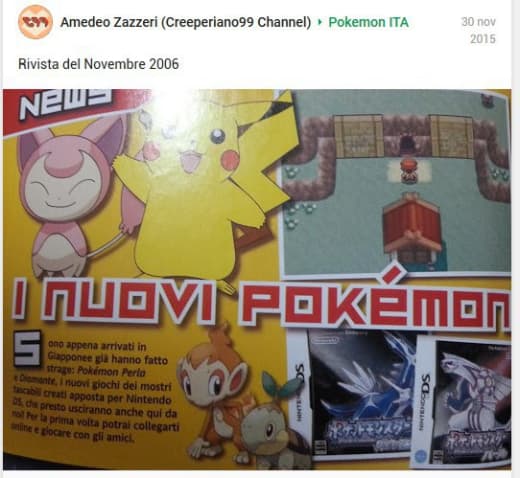 Amedeo Zazzeri (Creeperiano99 Channel) ▸ Pokemon ITA
30 nov
2015
Rivista del Novembre 2006
NEWS
I NUOVI POKÉMON
Sono appena arrivati in
Giapponee già hanno fatto
strage: Pokémon Perla
e Diamante, i nuovi giochi dei mostri
tascabili creati apposta per Nintendo
DS, che presto usciranno anche qui da
noi! Per la prima volta potrai collegarti
online e giocare con gli amici.
NINTENDO DS
Nintendo
ポケットモンスター
NINTENDO DS
ポケットモンスター